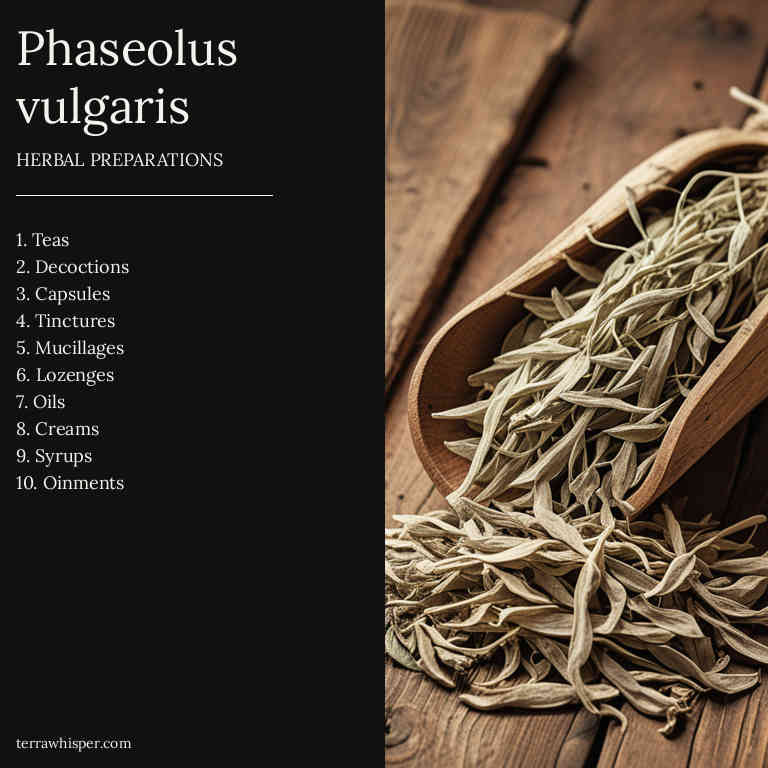 Phaseolus
vulgaris
HERBAL PREPARATIONS
1. Teas
2. Decoctions
3. Capsules
4. Tinctures
5. Mucillages
6. Lozenges
7. Oils
8. Creams
9. Syrups
10. Oinments
terrawhisper.com